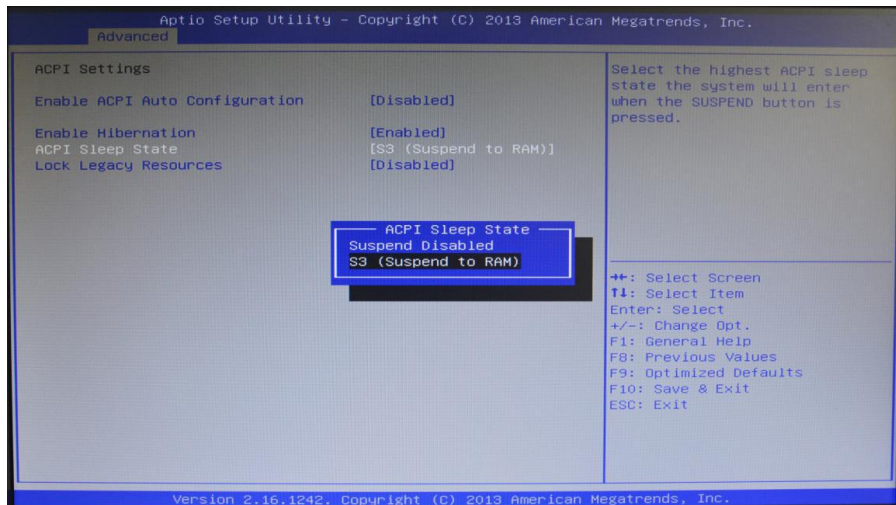 Aptio Setup Utility – Copyright (C) 2013 American Megatrends, Inc.
Advanced
ACPI Settings
Enable ACPI Auto Configuration [Disabled]
Enable Hibernation [Enabled]
ACPI Sleep State [S3 (Suspend to RAM)]
Lock Legacy Resources [Disabled]
ACPI Sleep State
Suspend Disabled
S3 (Suspend to RAM)
Select the highest ACPI sleep
state the system will enter
when the SUSPEND button is
pressed.
→←: Select Screen
↑↓: Select Item
Enter: Select
+/-: Change Opt.
F1: General Help
F8: Previous Values
F9: Optimized Defaults
F10: Save & Exit
ESC: Exit
Version 2.16.1242. Copyright (C) 2013 American Megatrends, Inc.